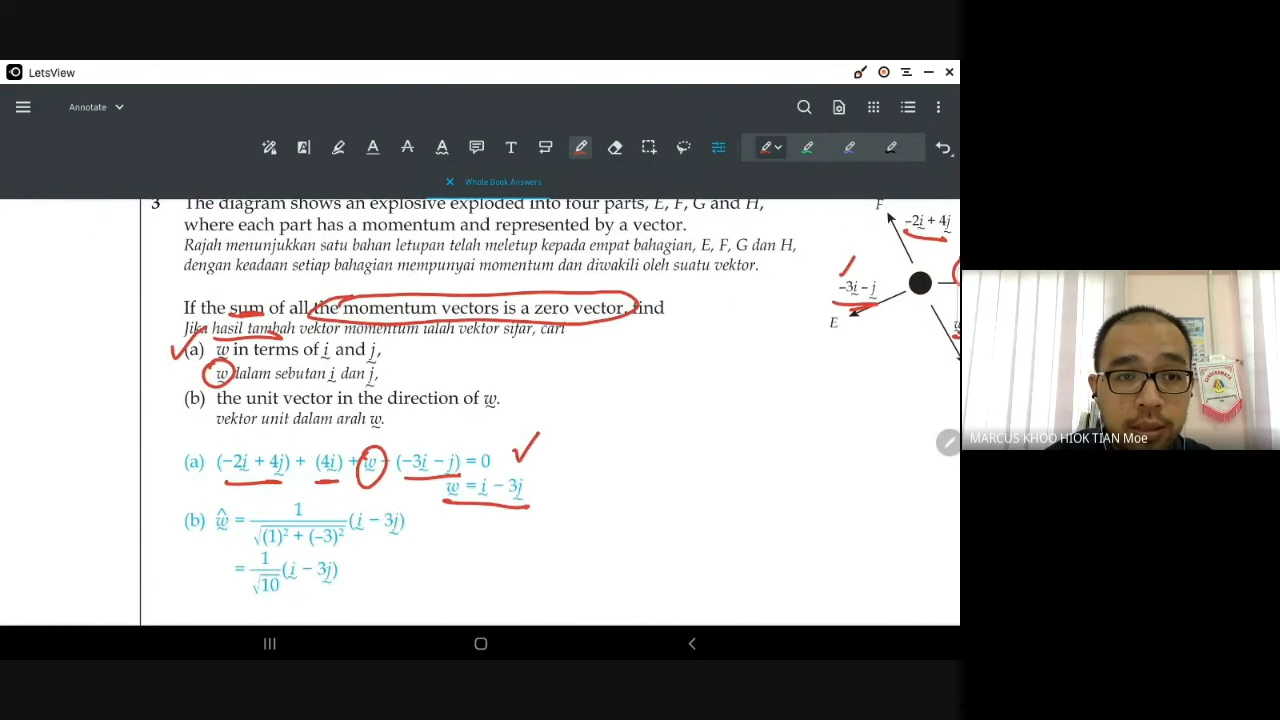 LetsView
Annotate
Whole Book Answers
3 The diagram shows an explosive exploded into four parts, E, F, G and H,
where each part has a momentum and represented by a vector.
Rajah menunjukkan satu bahan letupan telah meletup kepada empat bahagian, E, F, G dan H,
dengan keadaan setiap bahagian mempunyai momentum dan diwakili oleh suatu vektor.
If the sum of all the momentum vectors is a zero vector, find
Jika hasil tambah vektor momentum ialah vektor sifar, cari
(a) w in terms of i and j,
w dalam sebutan i dan j,
(b) the unit vector in the direction of w.
vektor unit dalam arah w.
(a) (−2i + 4j) + (4i) + w + (−3i − j) = 0
w = i − 3j
(b) ŵ = 1/√((1)² + (−3)²) (i − 3j)
= 1/√10 (i − 3j)
F
−2i + 4j
−3i − j
E
MARCUS KHOO HIOK TIAN Moe